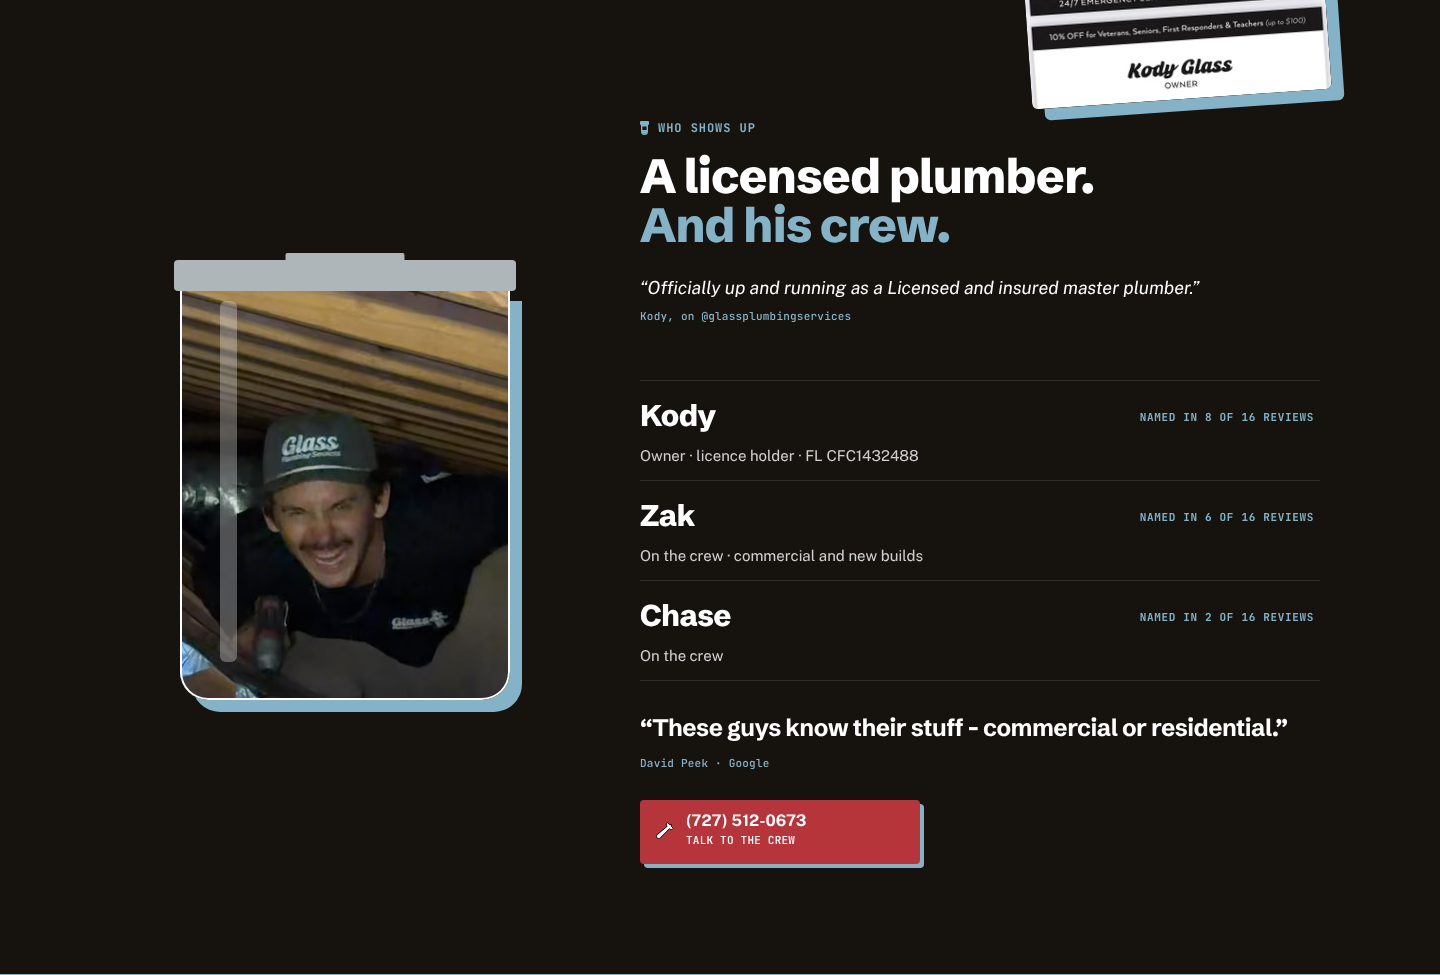 24/7 EMERGENCY
10% OFF for Veterans, Seniors, First Responders & Teachers (up to $100)
Kody Glass
OWNER
WHO SHOWS UP
A licensed plumber.
And his crew.
“Officially up and running as a Licensed and insured master plumber.”
Kody, on @glassplumbingservices
Glass
Plumbing Services
Glass
Kody
NAMED IN 8 OF 16 REVIEWS
Owner · licence holder · FL CFC1432488
Zak
NAMED IN 6 OF 16 REVIEWS
On the crew · commercial and new builds
Chase
NAMED IN 2 OF 16 REVIEWS
On the crew
“These guys know their stuff – commercial or residential.”
David Peek · Google
(727) 512-0673
TALK TO THE CREW